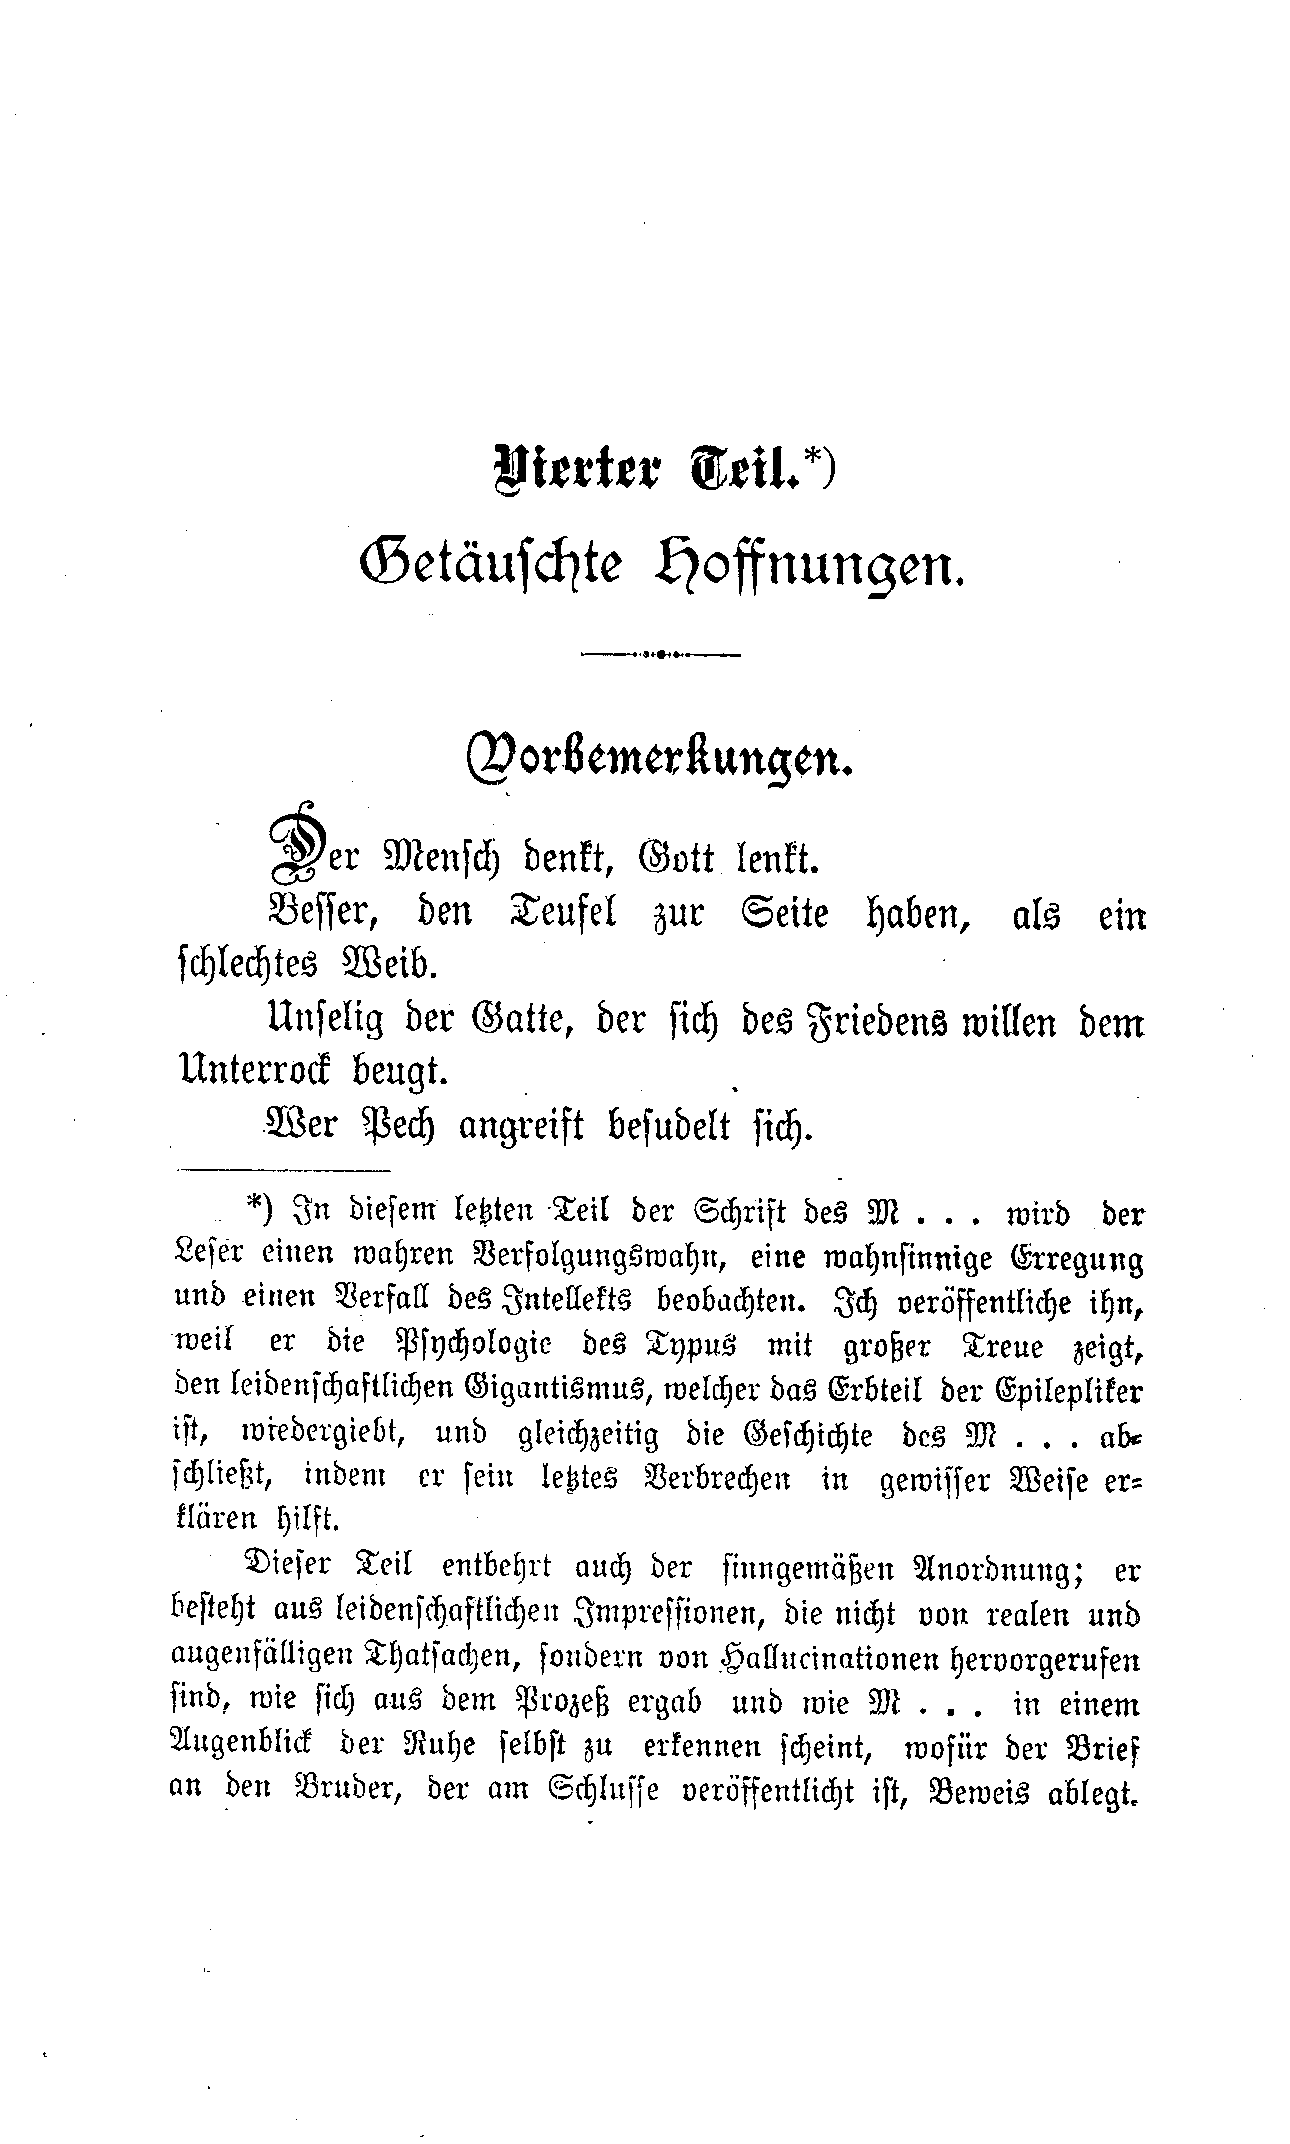 Vierter Teil.*)
Getäuschte Hoffnungen.
Vorbemerkungen.
Der Mensch denkt, Gott lenkt.
Besser, den Teufel zur Seite haben, als ein
schlechtes Weib.
Unselig der Gatte, der sich des Friedens willen dem
Unterrock beugt.
Wer Pech angreift besudelt sich.
*) In diesem letzten Teil der Schrift des M . . . wird der
Leser einen wahren Verfolgungswahn, eine wahnsinnige Erregung
und einen Verfall des Intellekts beobachten. Ich veröffentliche ihn,
weil er die Psychologie des Typus mit großer Treue zeigt,
den leidenschaftlichen Gigantismus, welcher das Erbteil der Epileptiker
ist, wiedergiebt, und gleichzeitig die Geschichte des M . . . ab-
schließt, indem er sein letztes Verbrechen in gewisser Weise er-
klären hilft.
Dieser Teil entbehrt auch der sinngemäßen Anordnung; er
besteht aus leidenschaftlichen Impressionen, die nicht von realen und
augenfälligen Thatsachen, sondern von Hallucinationen hervorgerufen
sind, wie sich aus dem Prozeß ergab und wie M . . . in einem
Augenblick der Ruhe selbst zu erkennen scheint, wofür der Brief
an den Bruder, der am Schlusse veröffentlicht ist, Beweis ablegt.